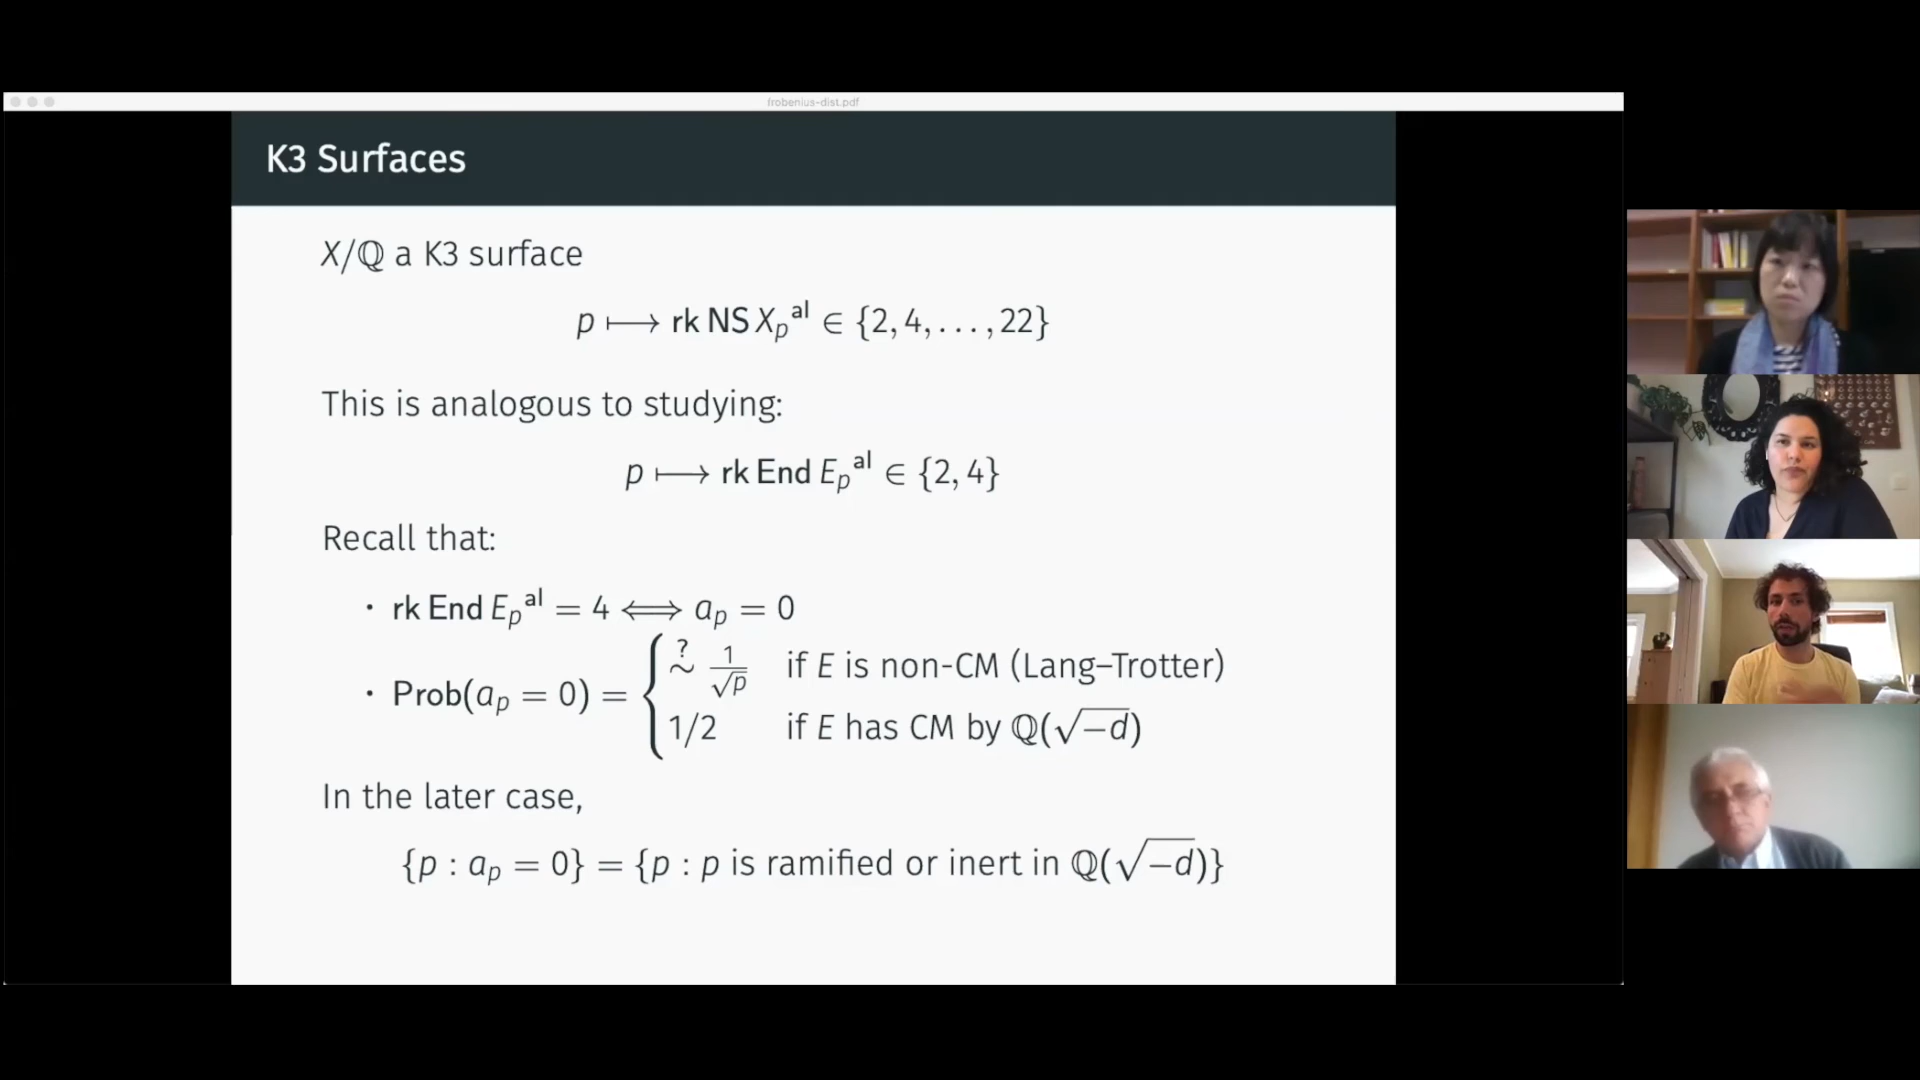 frobenius-dist.pdf
K3 Surfaces
X/ℚ a K3 surface
p ⟼ rk NS X_p^al ∈ {2, 4, . . . , 22}
This is analogous to studying:
p ⟼ rk End E_p^al ∈ {2, 4}
Recall that:
· rk End E_p^al = 4 ⟺ a_p = 0
· Prob(a_p = 0) = { ?∼ 1/√p if E is non-CM (Lang–Trotter)
1/2 if E has CM by ℚ(√−d)
In the later case,
{p : a_p = 0} = {p : p is ramified or inert in ℚ(√−d)}